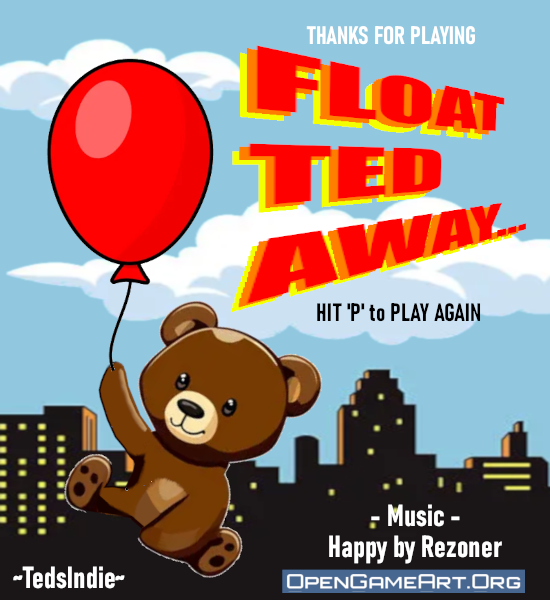 THANKS FOR PLAYING
FLOAT
TED
AWAY...
HIT 'P' to PLAY AGAIN
- Music -
Happy by Rezoner
~TedsIndie~
OpenGameArt.Org